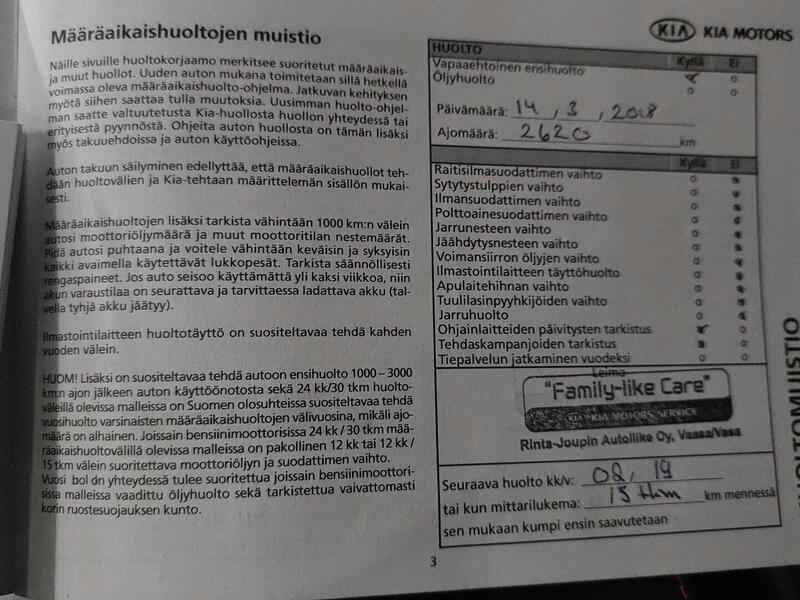 Määräaikaishuoltojen muistio
KIA KIA MOTORS
Näille sivuille huoltokorjaamo merkitsee suoritetut määräaikais-
ja muut huollot. Uuden auton mukana toimitetaan sillä hetkellä
voimassa oleva määräaikaishuolto-ohjelma. Jatkuvan kehityksen
myötä siihen saattaa tulla muutoksia. Uusimman huolto-ohjel-
man saatte valtuutetusta Kia-huollosta huollon yhteydessä tai
erityisestä pyynnöstä. Ohjeita auton huollosta on tämän lisäksi
myös takuuehdoissa ja auton käyttöohjeissa.
Auton takuun säilyminen edellyttää, että määräaikaishuollot teh-
dään huoltovälien ja Kia-tehtaan määrittelemän sisällön mukai-
sesti.
Määräaikaishuoltojen lisäksi tarkista vähintään 1000 km:n välein
autosi moottoriöljymäärä ja muut moottoritilan nestemäärät.
Pidä autosi puhtaana ja voitele vähintään keväisin ja syksyisin
kaikki avaimella käytettävät lukkopesät. Tarkista säännöllisesti
rengaspaineet. Jos auto seisoo käyttämättä yli kaksi viikkoa, niin
akun varaustilaa on seurattava ja tarvittaessa ladattava akku (tal-
vella tyhjä akku jäätyy).
Ilmastointilaitteen huoltotäyttö on suositeltavaa tehdä kahden
vuoden välein.
HUOM! Lisäksi on suositeltavaa tehdä autoon ensihuolto 1000 – 3000
km:n ajon jälkeen auton käyttöönotosta sekä 24 kk/30 tkm huolto-
väleillä olevissa malleissa on Suomen olosuhteissa suositeltavaa tehdä
vuosihuolto varsinaisten määräaikaishuoltojen välivuosina, mikäli ajo-
määrä on alhainen. Joissain bensiinimoottorisissa 24 kk / 30 tkm mää-
räaikaishuoltovälillä olevissa malleissa on pakollinen 12 kk tai 12 kk /
15 tkm välein suoritettava moottoriöljyn ja suodattimen vaihto.
Vuosihuollon yhteydessä tulee suoritettua joissain bensiinimoottori-
sissa malleissa vaadittu öljyhuolto sekä tarkistettua vaivattomasti
korin ruostesuojauksen kunto.
HUOLTO Kyllä Ei
Vapaaehtoinen ensihuolto
Öljyhuolto
Päivämäärä: 14, 3, 2018
Ajomäärä: 2620 km
Kyllä Ei
Raitisilmasuodattimen vaihto
Sytytystulppien vaihto
Ilmansuodattimen vaihto
Polttoainesuodattimen vaihto
Jarrunesteen vaihto
Jäähdytysnesteen vaihto
Voimansiirron öljyjen vaihto
Ilmastointilaitteen täyttöhuolto
Apulaitehihnan vaihto
Tuulilasinpyyhkijöiden vaihto
Jarruhuolto
Ohjainlaitteiden päivitysten tarkistus
Tehdaskampanjoiden tarkistus
Tiepalvelun jatkaminen vuodeksi
Leima:
"Family-like Care"
KIA KIA MOTORS SERVICE
Rinta-Joupin Autoliike Oy, Vaasa/Vasa
Seuraava huolto kk/v: 02, 19
tai kun mittarilukema: 15 tkm km mennessä
sen mukaan kumpi ensin saavutetaan
HUOLTOMUISTIO
3